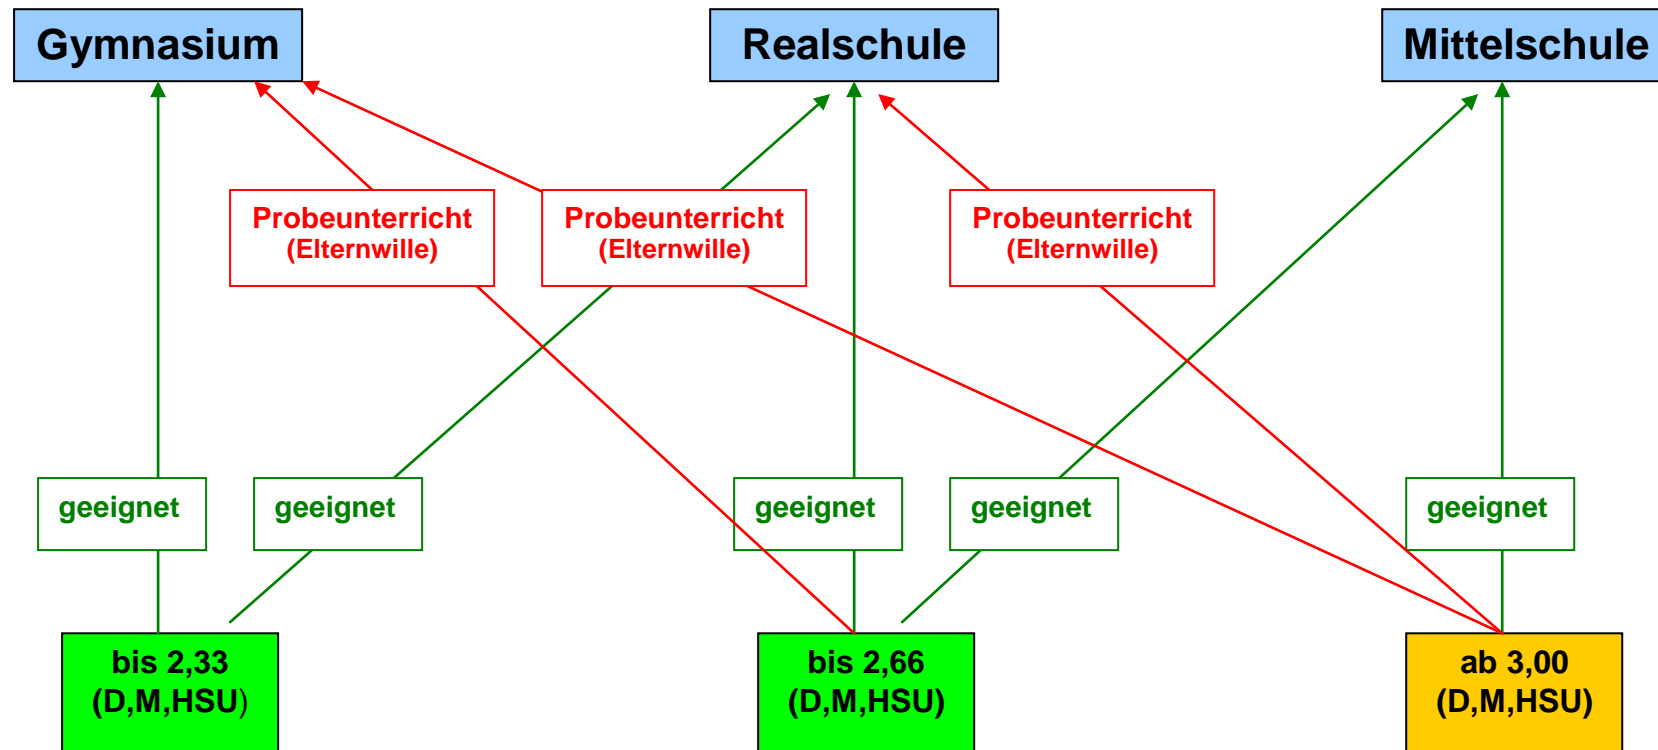 Gymnasium
Realschule
Mittelschule
Probeunterricht
(Elternwille)
Probeunterricht
(Elternwille)
Probeunterricht
(Elternwille)
geeignet
geeignet
geeignet
geeignet
geeignet
bis 2,33
(D,M,HSU)
bis 2,66
(D,M,HSU)
ab 3,00
(D,M,HSU)